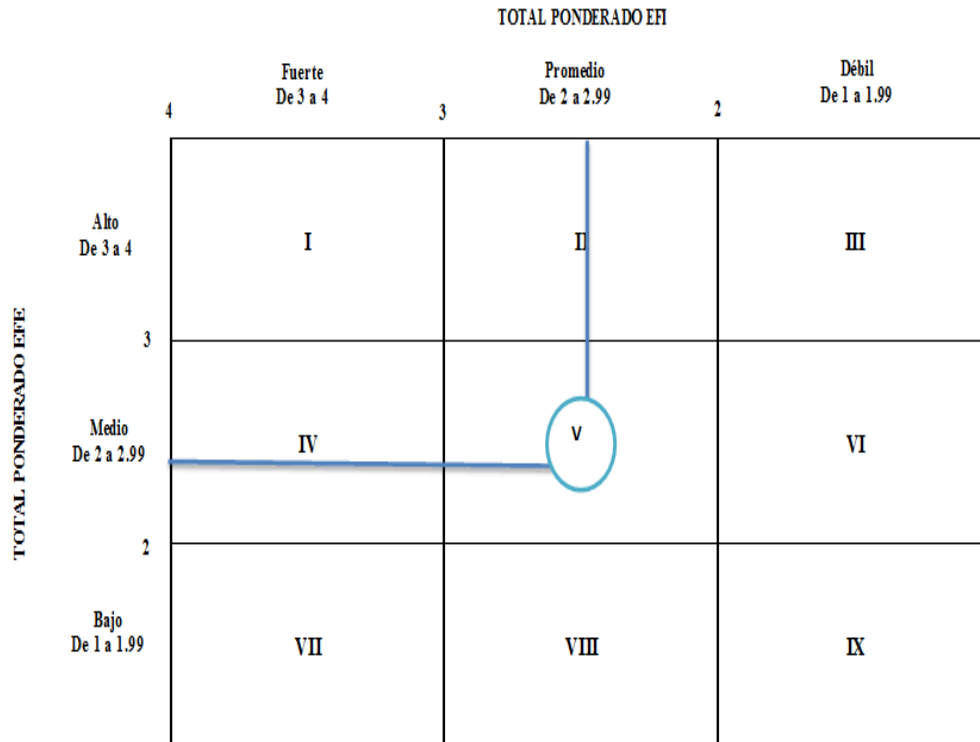 TOTAL PONDERADO EFI
Fuerte
De 3 a 4
Promedio
De 2 a 2.99
Débil
De 1 a 1.99
4
3
2
Alto
De 3 a 4
I
II
III
TOTAL PONDERADO EFE
3
Medio
De 2 a 2.99
IV
V
VI
2
Bajo
De 1 a 1.99
VII
VIII
IX